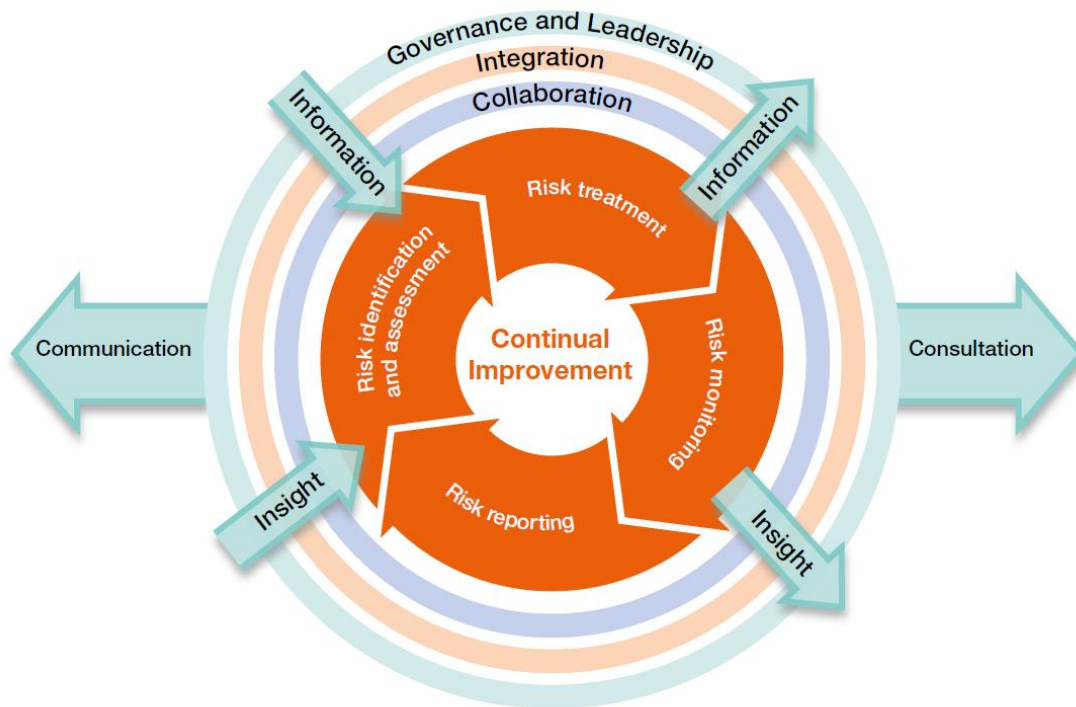 Governance and Leadership
Integration
Collaboration
Information
Information
Risk treatment
Risk identification
and assessment
Continual
Improvement
Risk monitoring
Communication
Consultation
Risk reporting
Insight
Insight